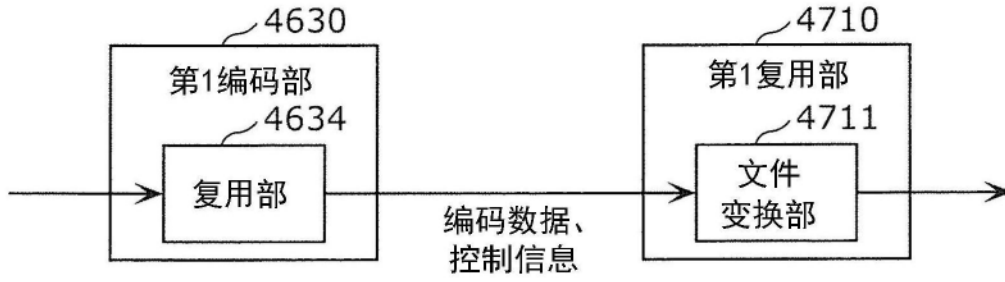 4630
第1编码部
4634
复用部
编码数据、
控制信息
4710
第1复用部
4711
文件
变换部